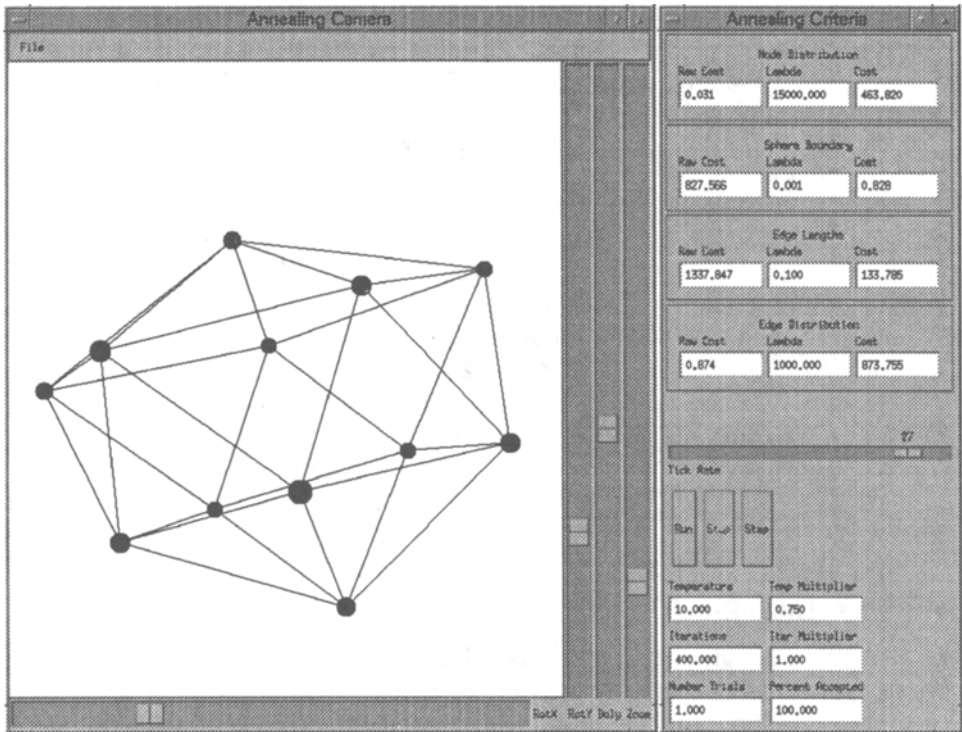 Annealing Camera
File
RotX RotY Doly Zoom
Annealing Criteria
Node Distribution
Raw Cost Lambda Cost
0.031 15000.000 463.820
Sphere Boundary
Raw Cost Lambda Cost
827.566 0.001 0.828
Edge Lengths
Raw Cost Lambda Cost
1337.847 0.100 133.785
Edge Distribution
Raw Cost Lambda Cost
0.874 1000.000 873.755
87
Tick Rate
Run Stop Step
Temperature Temp Multiplier
10.000 0.750
Iterations Iter Multiplier
400.000 1.000
Number Trials Percent Accepted
1.000 100.000